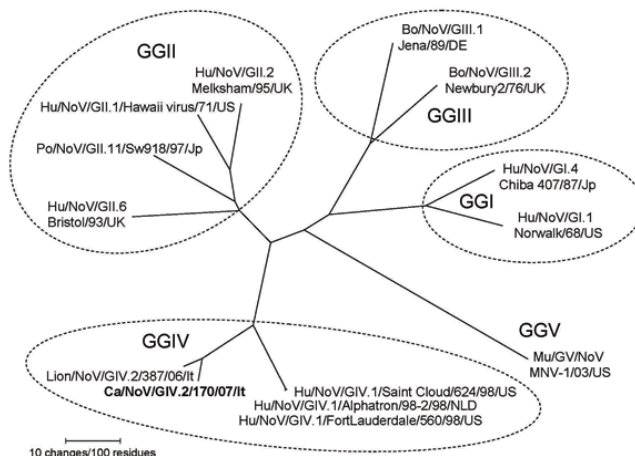 GGII
Hu/NoV/GII.2
Melksham/95/UK
Hu/NoV/GII.1/Hawaii virus/71/US
Po/NoV/GII.11/Sw918/97/Jp
Hu/NoV/GII.6
Bristol/93/UK
Bo/NoV/GIII.1
Jena/89/DE
Bo/NoV/GIII.2
Newbury2/76/UK
GGIII
Hu/NoV/GI.4
Chiba 407/87/Jp
GGI
Hu/NoV/GI.1
Norwalk/68/US
GGV
Mu/GV/NoV
MNV-1/03/US
GGIV
Lion/NoV/GIV.2/387/06/It
Ca/NoV/GIV.2/170/07/It
Hu/NoV/GIV.1/Saint Cloud/624/98/US
Hu/NoV/GIV.1/Alphatron/98-2/98/NLD
Hu/NoV/GIV.1/FortLauderdale/560/98/US
10 changes/100 residues